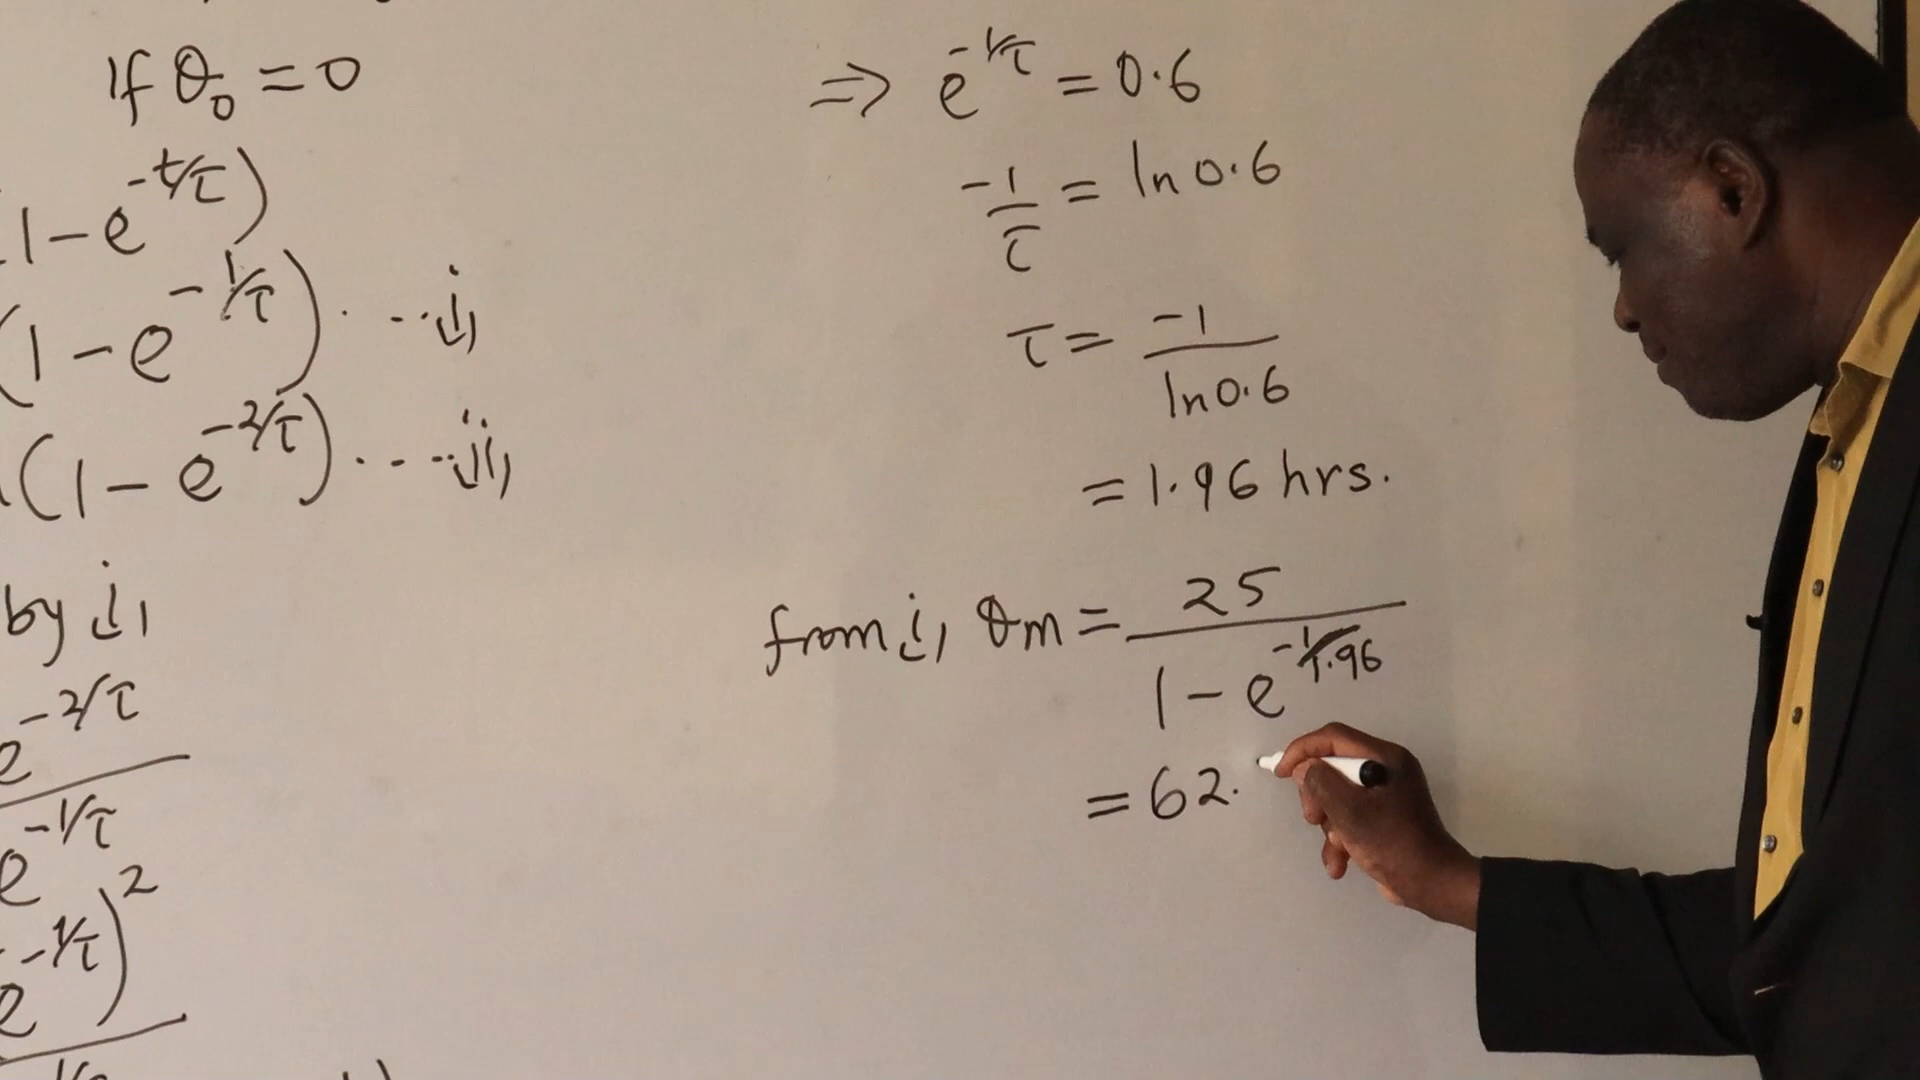 If θ₀ = 0
1 - e^(-t/τ))
(1 - e^(-1/τ)) ... i,
(1 - e^(-2/τ)) ... ii,
by i,
e^(-2/τ)
e^(-1/τ)
e^(-1/τ))²
⇒ e^(-1/τ) = 0.6
-1/τ = ln 0.6
τ = -1/ln 0.6
= 1.96 hrs.
from i, θm = 25/(1 - e^(-1/1.96))
= 62.